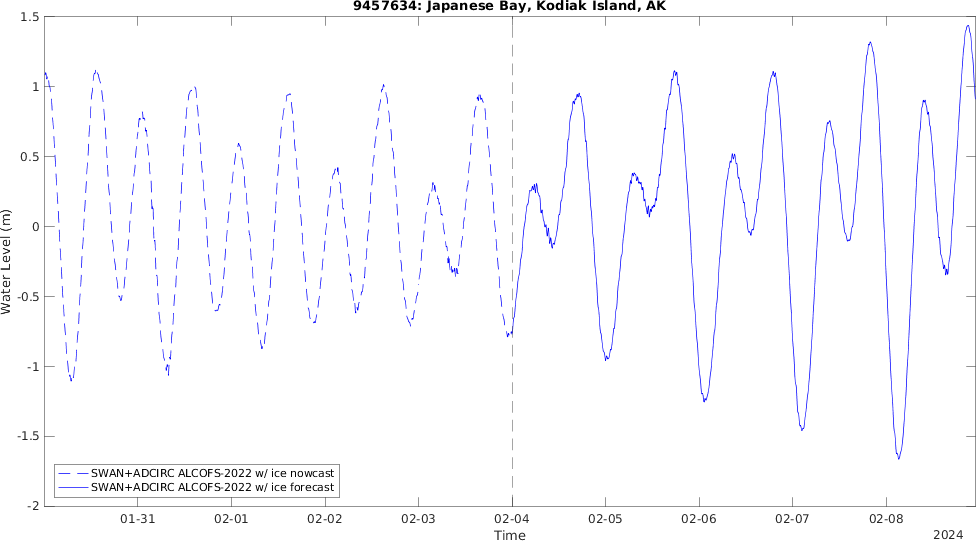 9457634: Japanese Bay, Kodiak Island, AK
1.5
1
0.5
0
-0.5
-1
-1.5
-2
Water Level (m)
SWAN+ADCIRC ALCOFS-2022 w/ ice nowcast
SWAN+ADCIRC ALCOFS-2022 w/ ice forecast
01-31 02-01 02-02 02-03 02-04 02-05 02-06 02-07 02-08
Time
2024